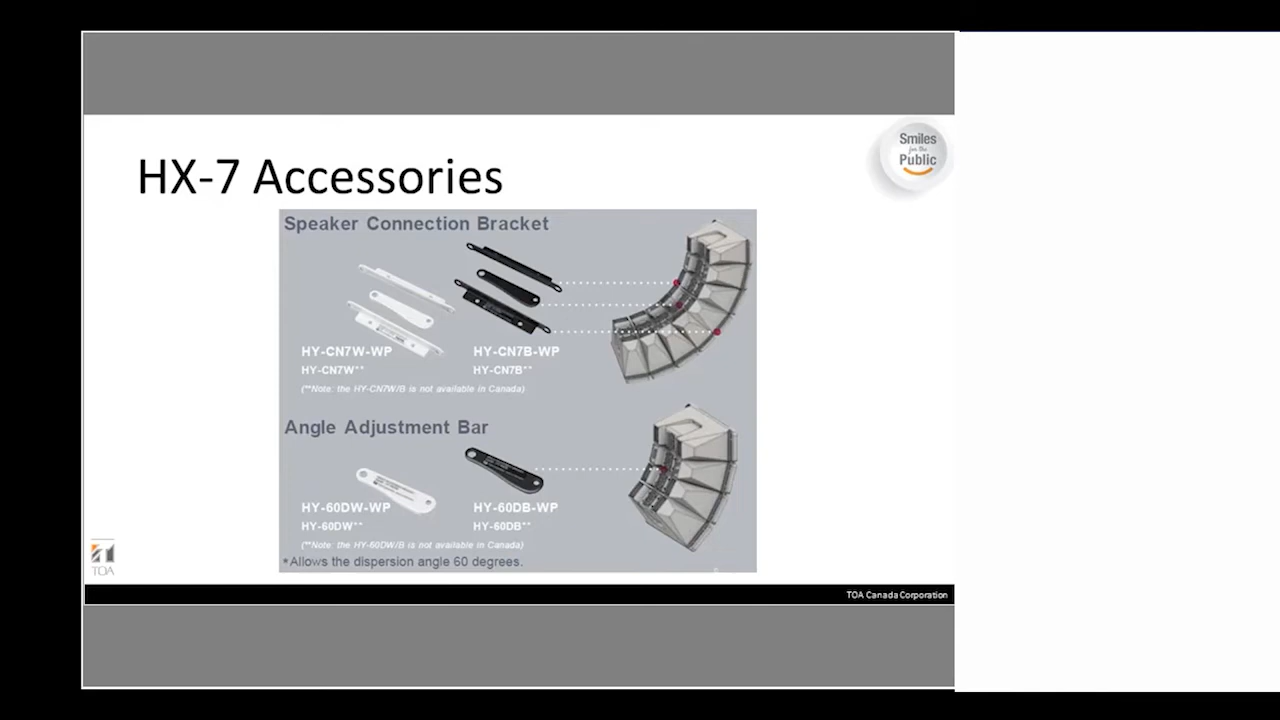 Smiles
for the
Public
HX-7 Accessories
Speaker Connection Bracket
HY-CN7W-WP
HY-CN7B-WP
HY-CN7W**
HY-CN7B**
(**Note: the HY-CN7W/B is not available in Canada)
Angle Adjustment Bar
HY-60DW-WP
HY-60DB-WP
HY-60DW**
HY-60DB**
(**Note: the HY-60DW/B is not available in Canada)
*Allows the dispersion angle 60 degrees.
TOA
TOA Canada Corporation